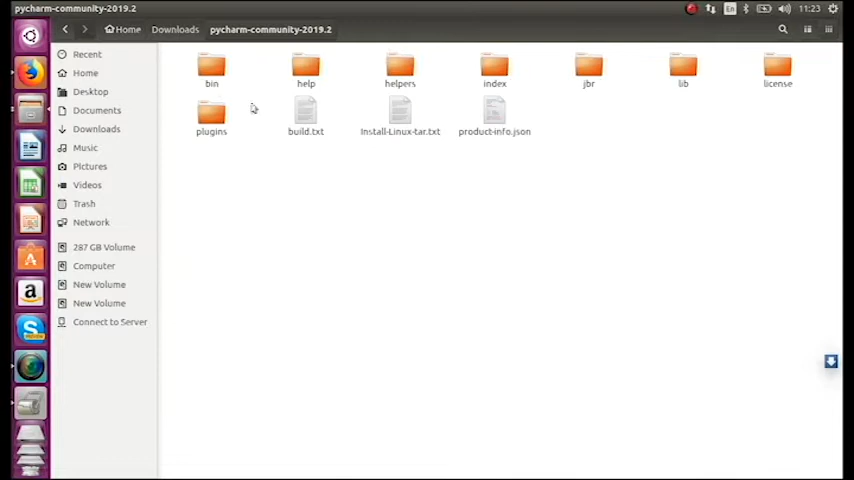 pycharm-community-2019.2
En
11:23
Home Downloads pycharm-community-2019.2
Recent
Home
Desktop
Documents
Downloads
Music
Pictures
Videos
Trash
Network
287 GB Volume
Computer
New Volume
New Volume
Connect to Server
bin help helpers index jbr lib license
plugins build.txt Install-Linux-tar.txt product-info.json